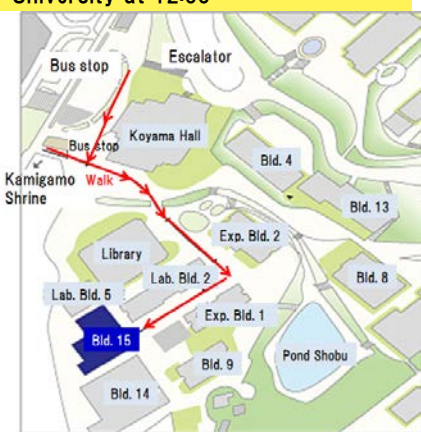 University at
Bus stop
Escalator
Bus stop
Koyama Hall
Walk
Kamigamo
Shrine
Bld. 4
Bld. 13
Exp. Bld. 2
Library
Lab. Bld. 2
Bld. 8
Lab. Bld. 5
Exp. Bld. 1
Bld. 15
Bld. 9
Pond Shobu
Bld. 14